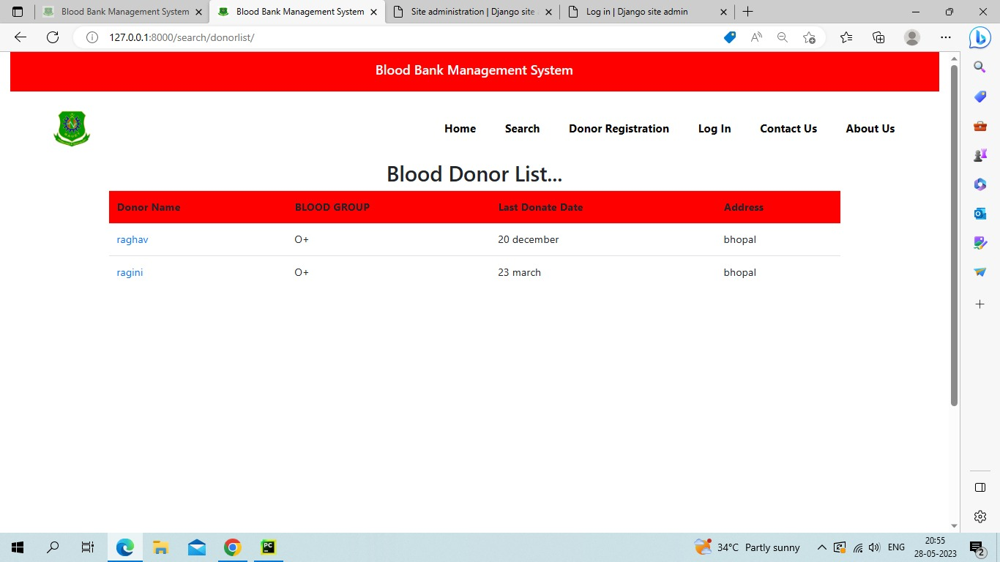 Blood Bank Management System
Blood Bank Management System
Site administration | Django site
Log in | Django site admin
127.0.0.1:8000/search/donorlist/
Blood Bank Management System
Home Search Donor Registration Log In Contact Us About Us
Blood Donor List...
Donor Name BLOOD GROUP Last Donate Date Address
raghav O+ 20 december bhopal
ragini O+ 23 march bhopal
34°C Partly sunny ENG 20:55
28-05-2023 2